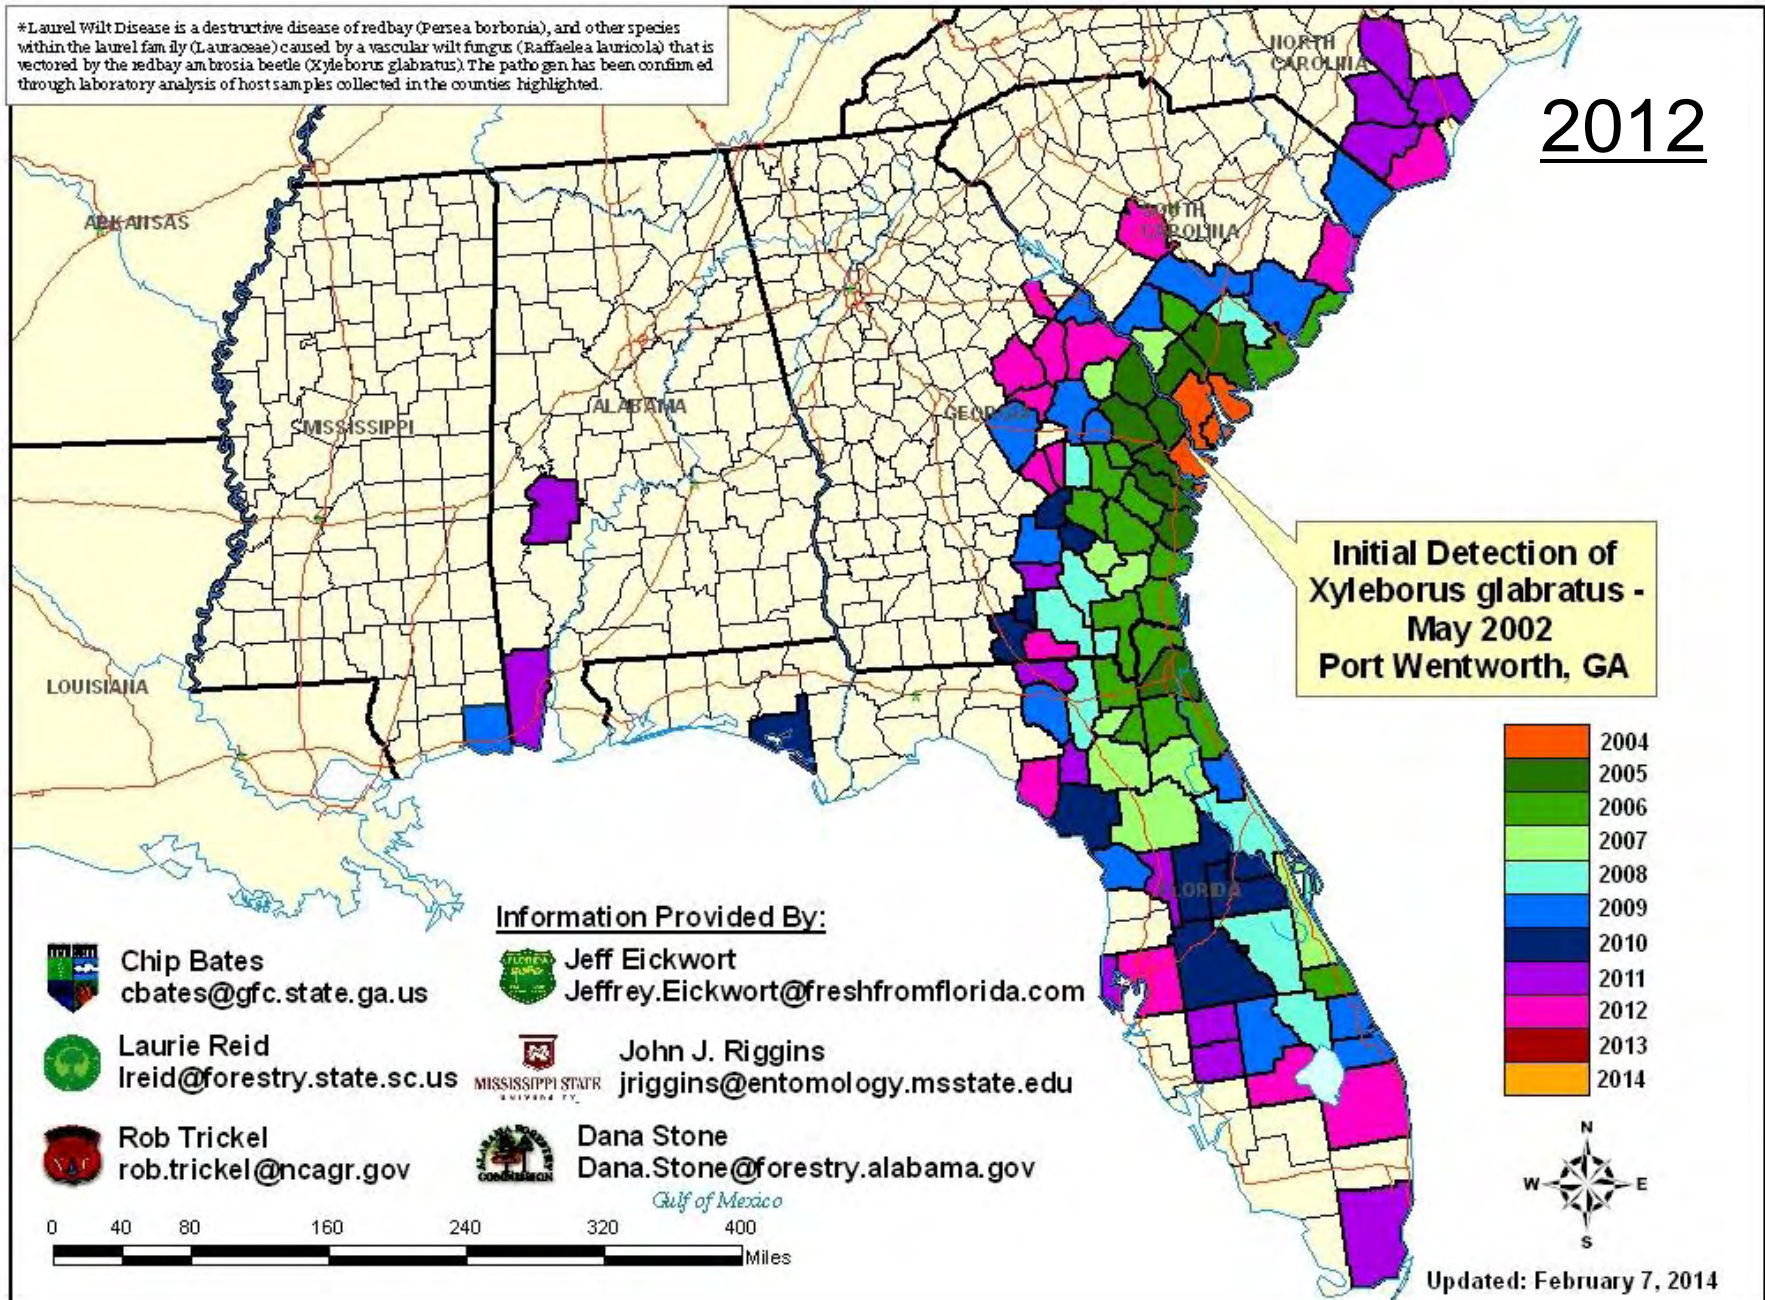 *Laurel Wilt Disease is a destructive disease of redbay (Persea borbonia), and other species
within the laurel family (Lauraceae) caused by a vascular wilt fungus (Raffaelea lauricola) that is
vectored by the redbay ambrosia beetle (Xyleborus glabratus). The pathogen has been confirmed
through laboratory analysis of host samples collected in the counties highlighted.
2012
NORTH
CAROLINA
ARKANSAS
SOUTH
CAROLINA
MISSISSIPPI
ALABAMA
GEORGIA
LOUISIANA
FLORIDA
Initial Detection of
Xyleborus glabratus -
May 2002
Port Wentworth, GA
2004
2005
2006
2007
2008
2009
2010
2011
2012
2013
2014
Information Provided By:
Chip Bates
cbates@gfc.state.ga.us
Jeff Eickwort
Jeffrey.Eickwort@freshfromflorida.com
Laurie Reid
lreid@forestry.state.sc.us
MISSISSIPPI STATE
UNIVERSITY
John J. Riggins
jriggins@entomology.msstate.edu
Rob Trickel
rob.trickel@ncagr.gov
ALABAMA FORESTRY
COMMISSION
Dana Stone
Dana.Stone@forestry.alabama.gov
Gulf of Mexico
0 40 80 160 240 320 400
Miles
N
W E
S
Updated: February 7, 2014